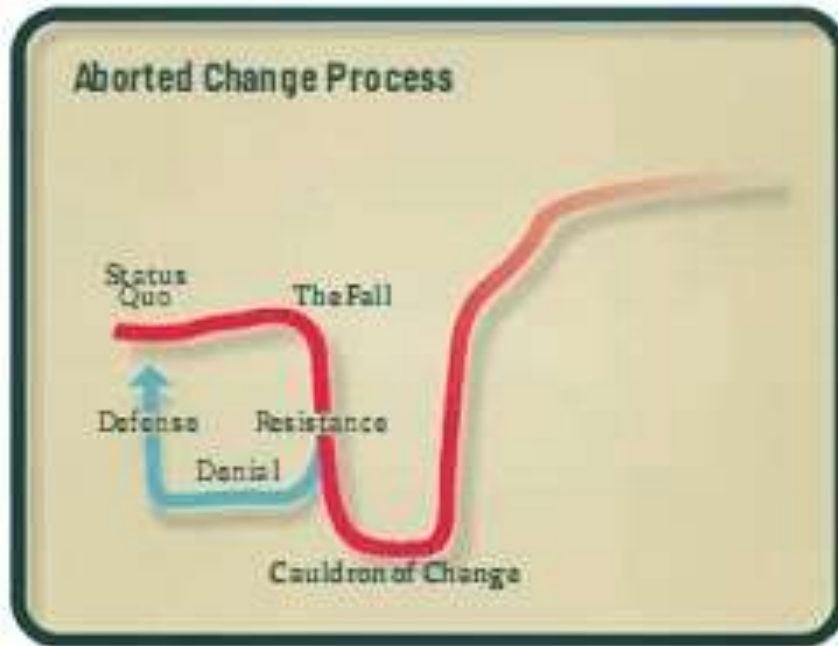 Aborted Change Process
Status
Quo
The Fall
Defense
Resistance
Denial
Cauldron of Change